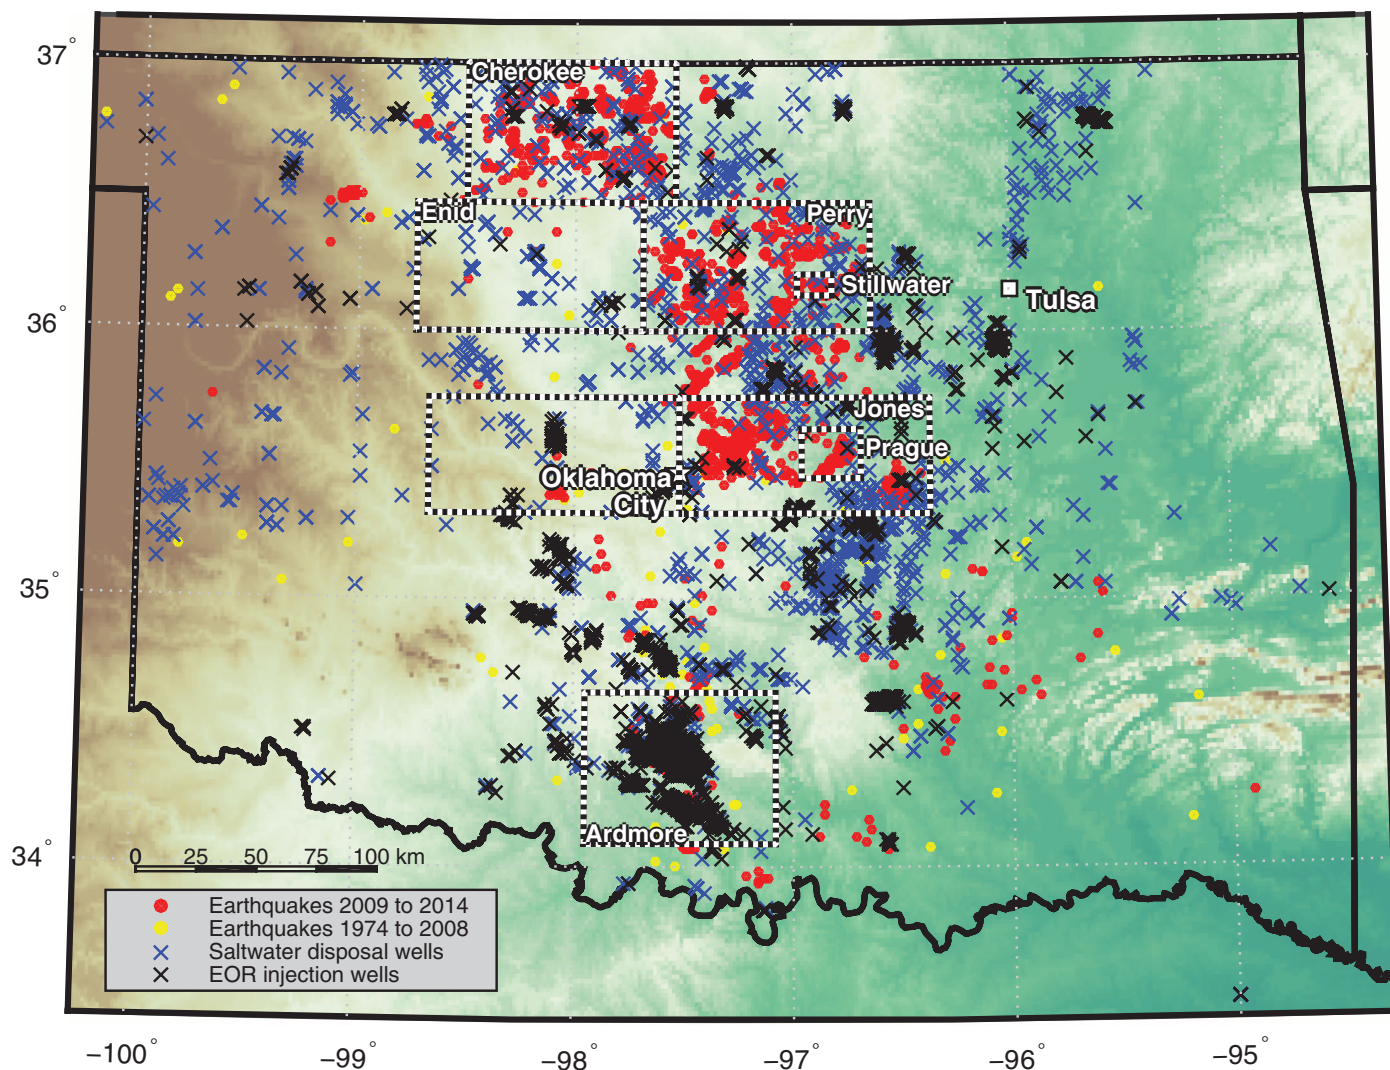 37°
36°
35°
34°
Cherokee
Enid
Perry
Stillwater
Tulsa
Jones
Prague
Oklahoma
City
Ardmore
0 25 50 75 100 km
Earthquakes 2009 to 2014
Earthquakes 1974 to 2008
Saltwater disposal wells
EOR injection wells
−100° −99° −98° −97° −96° −95°